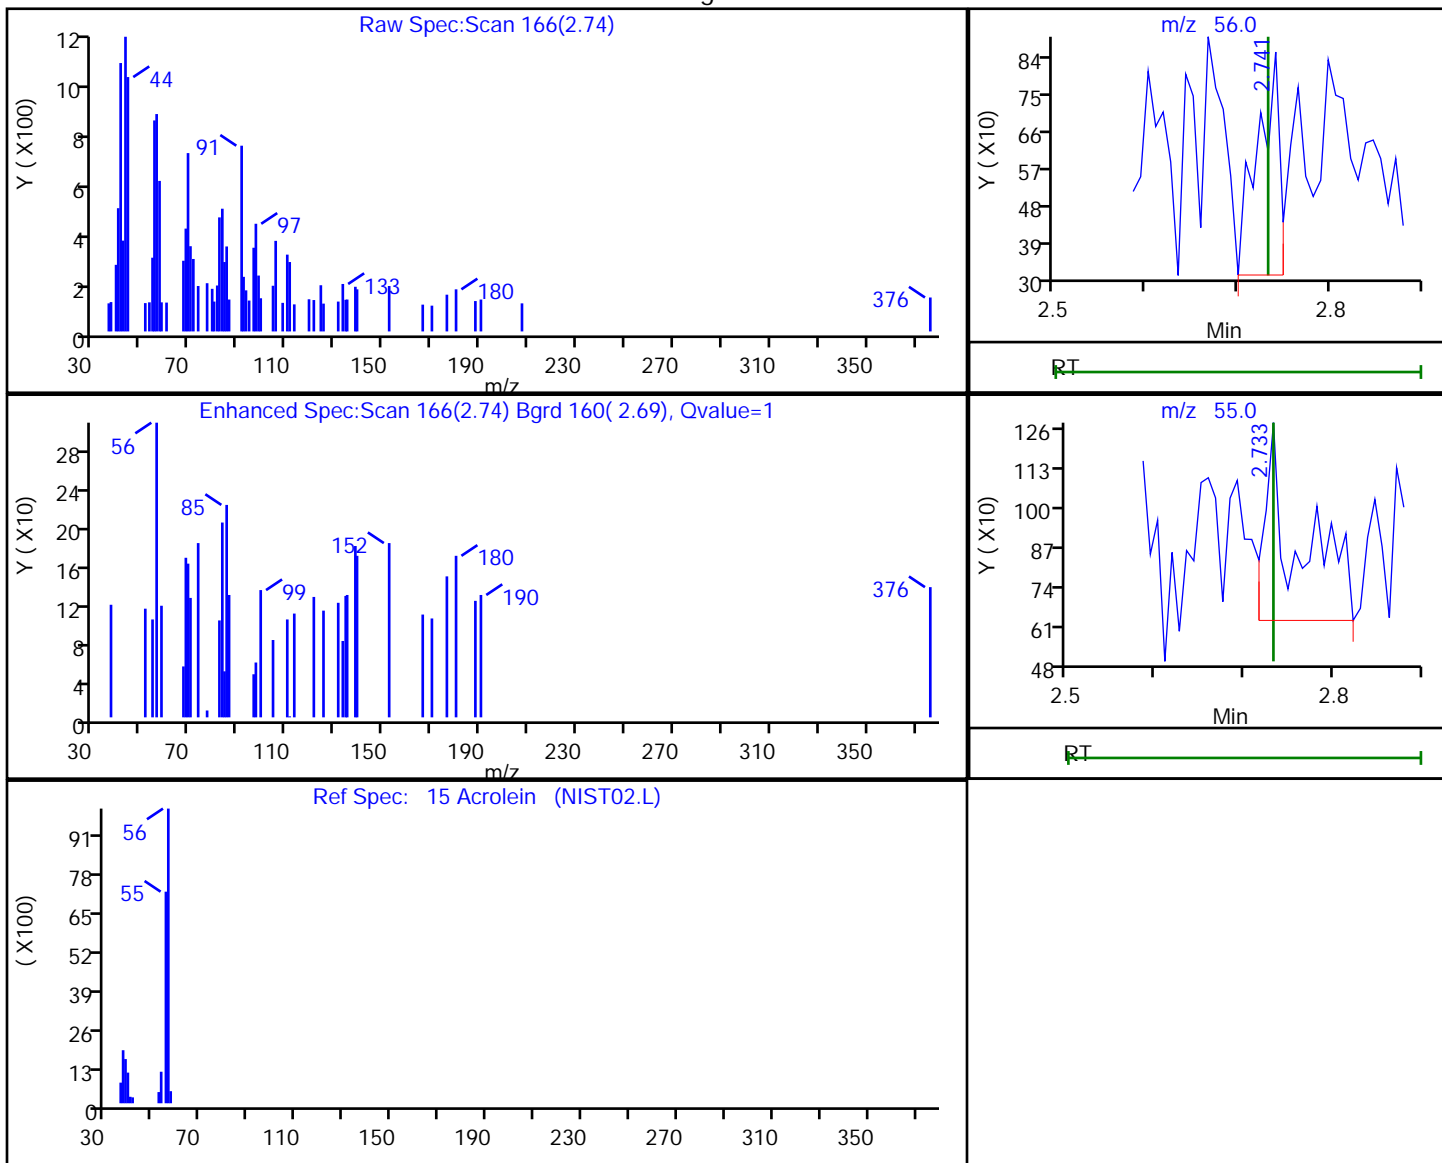 Raw Spec:Scan 166(2.74)
Y ( X100)
12
10
8
6
4
2
0
44
91
97
133
180
376
30 70 110 150 190 230 270 310 350
m/z
m/z 56.0
Y ( X10)
84
75
66
57
48
39
30
2.741
2.5 2.8
Min
RT
Enhanced Spec:Scan 166(2.74) Bgrd 160( 2.69), Qvalue=1
Y ( X10)
28
24
20
16
12
8
4
0
56
85
99
152
180
190
376
30 70 110 150 190 230 270 310 350
m/z
m/z 55.0
Y ( X10)
126
113
100
87
74
61
48
2.733
2.5 2.8
Min
RT
Ref Spec: 15 Acrolein (NIST02.L)
( X100)
91
78
65
52
39
26
13
0
56
55
30 70 110 150 190 230 270 310 350